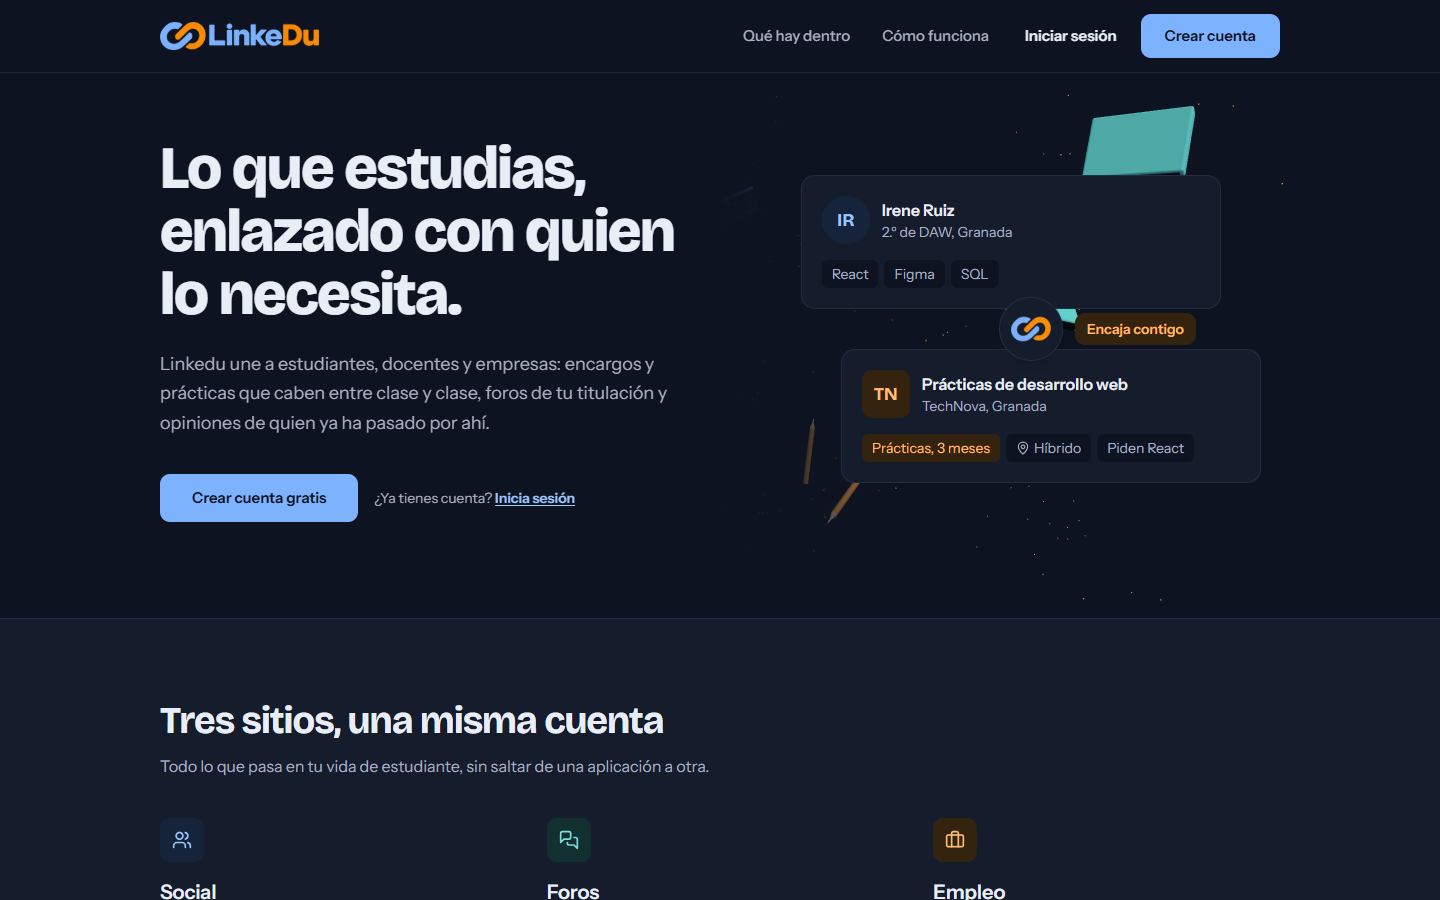 LinkeDu
Qué hay dentro
Cómo funciona
Iniciar sesión
Crear cuenta
Lo que estudias,
enlazado con quien
lo necesita.
Linkedu une a estudiantes, docentes y empresas: encargos y
prácticas que caben entre clase y clase, foros de tu titulación y
opiniones de quien ya ha pasado por ahí.
Crear cuenta gratis
¿Ya tienes cuenta? Inicia sesión
IR
Irene Ruiz
2.º de DAW, Granada
React
Figma
SQL
Encaja contigo
TN
Prácticas de desarrollo web
TechNova, Granada
Prácticas, 3 meses
Híbrido
Piden React
Tres sitios, una misma cuenta
Todo lo que pasa en tu vida de estudiante, sin saltar de una aplicación a otra.
Social
Foros
Empleo